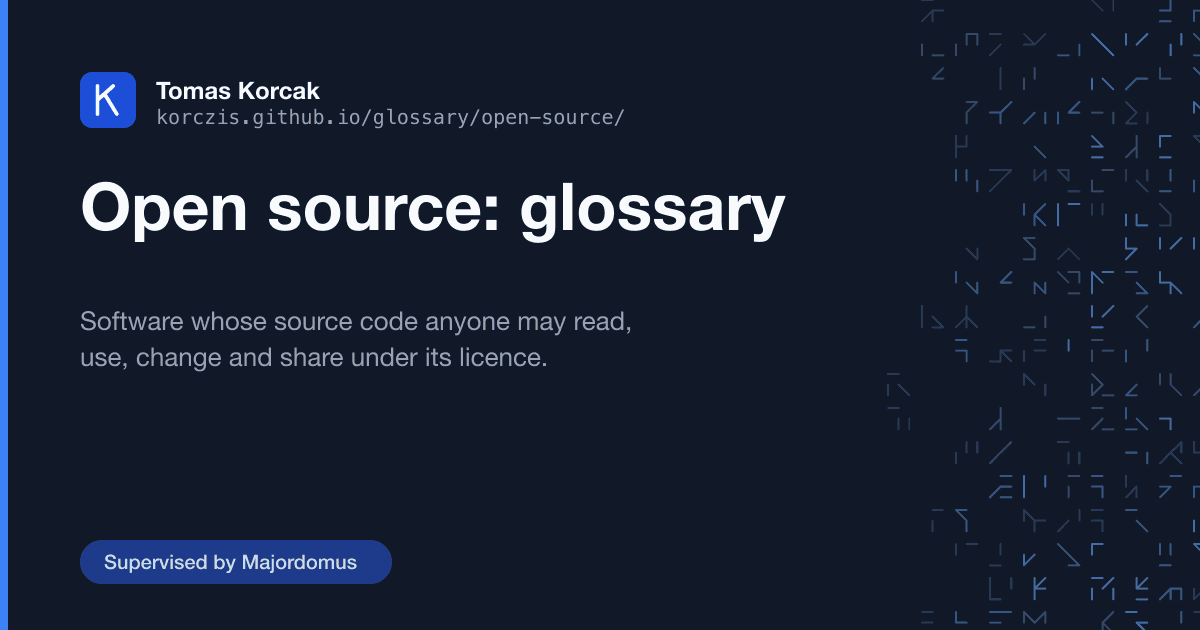 K
Tomas Korcak
korczis.github.io/glossary/open-source/
Open source: glossary
Software whose source code anyone may read,
use, change and share under its licence.
Supervised by Majordomus